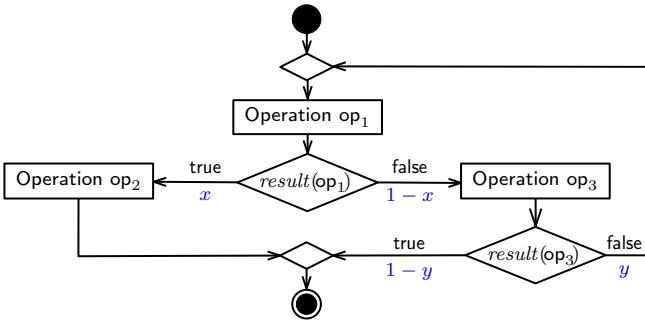 Operation op₁
true
false
Operation op₂
result(op₁)
Operation op₃
x
1 − x
true
false
result(op₃)
1 − y
y